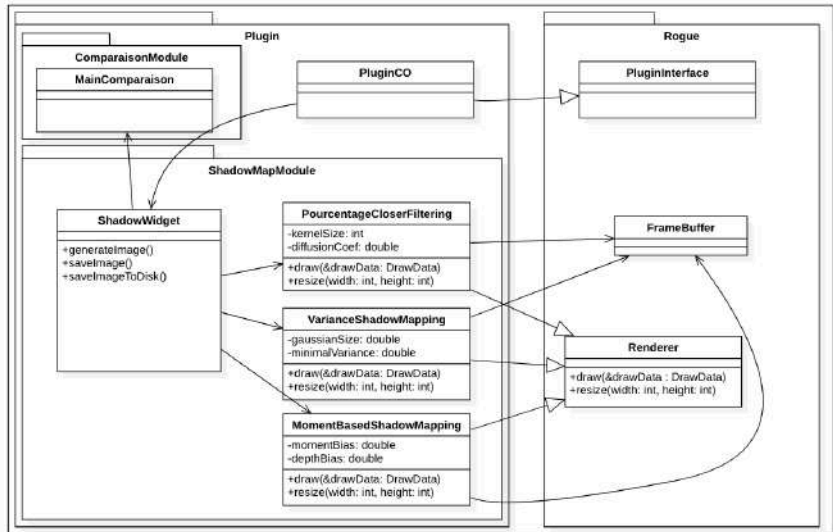 Plugin
Rogue
ComparaisonModule
MainComparaison
PluginCO
PluginInterface
ShadowMapModule
ShadowWidget
+generateImage()
+saveImage()
+saveImageToDisk()
PourcentageCloserFiltering
-kernelSize: int
-diffusionCoef: double
+draw(&drawData: DrawData)
+resize(width: int, height: int)
FrameBuffer
VarianceShadowMapping
-gaussianSize: double
-minimalVariance: double
+draw(&drawData: DrawData)
+resize(width: int, height: int)
Renderer
+draw(&drawData : DrawData)
+resize(width: int, height: int)
MomentBasedShadowMapping
-momentBias: double
-depthBias: double
+draw(&drawData: DrawData)
+resize(width: int, height: int)